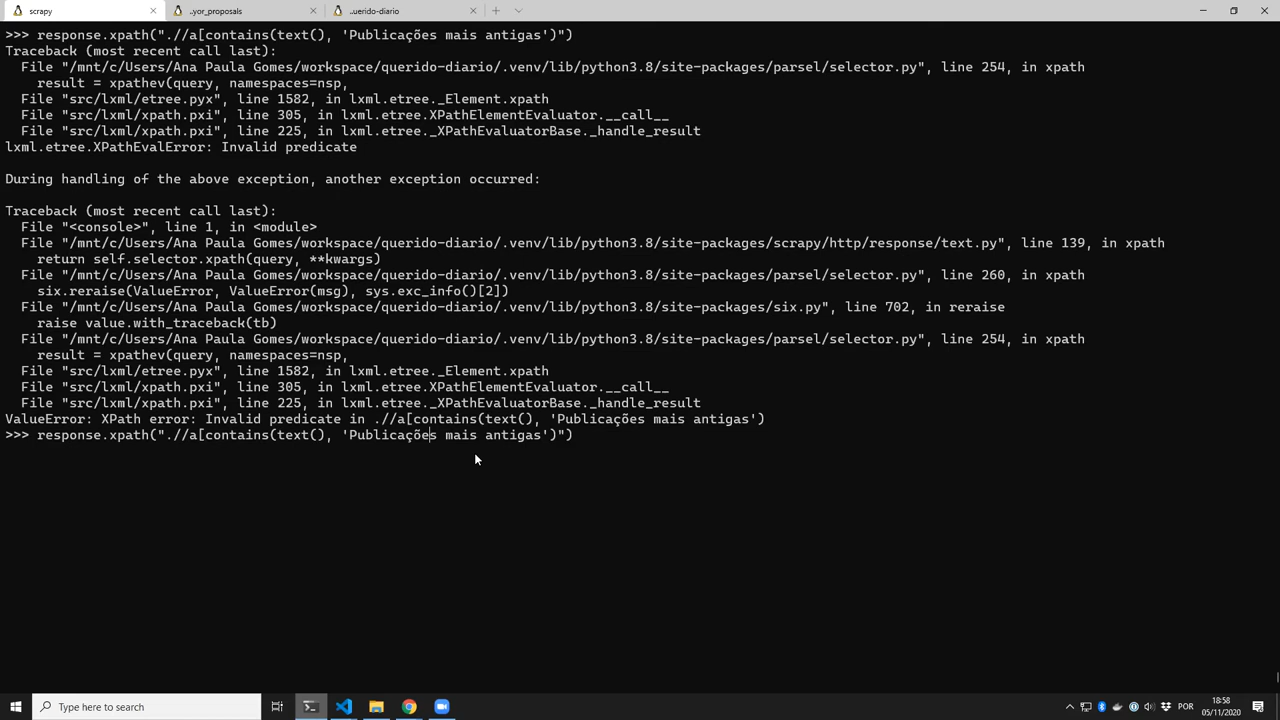 scrapy
..yor_proposals
..uerido-diario
>>> response.xpath(".//a[contains(text(), 'Publicações mais antigas')")
Traceback (most recent call last):
  File "/mnt/c/Users/Ana Paula Gomes/workspace/querido-diario/.venv/lib/python3.8/site-packages/parsel/selector.py", line 254, in xpath
    result = xpathev(query, namespaces=nsp,
  File "src/lxml/etree.pyx", line 1582, in lxml.etree._Element.xpath
  File "src/lxml/xpath.pxi", line 305, in lxml.etree.XPathElementEvaluator.__call__
  File "src/lxml/xpath.pxi", line 225, in lxml.etree._XPathEvaluatorBase._handle_result
lxml.etree.XPathEvalError: Invalid predicate
During handling of the above exception, another exception occurred:
Traceback (most recent call last):
  File "<console>", line 1, in <module>
  File "/mnt/c/Users/Ana Paula Gomes/workspace/querido-diario/.venv/lib/python3.8/site-packages/scrapy/http/response/text.py", line 139, in xpath
    return self.selector.xpath(query, **kwargs)
  File "/mnt/c/Users/Ana Paula Gomes/workspace/querido-diario/.venv/lib/python3.8/site-packages/parsel/selector.py", line 260, in xpath
    six.reraise(ValueError, ValueError(msg), sys.exc_info()[2])
  File "/mnt/c/Users/Ana Paula Gomes/workspace/querido-diario/.venv/lib/python3.8/site-packages/six.py", line 702, in reraise
    raise value.with_traceback(tb)
  File "/mnt/c/Users/Ana Paula Gomes/workspace/querido-diario/.venv/lib/python3.8/site-packages/parsel/selector.py", line 254, in xpath
    result = xpathev(query, namespaces=nsp,
  File "src/lxml/etree.pyx", line 1582, in lxml.etree._Element.xpath
  File "src/lxml/xpath.pxi", line 305, in lxml.etree.XPathElementEvaluator.__call__
  File "src/lxml/xpath.pxi", line 225, in lxml.etree._XPathEvaluatorBase._handle_result
ValueError: XPath error: Invalid predicate in .//a[contains(text(), 'Publicações mais antigas')
>>> response.xpath(".//a[contains(text(), 'Publicações mais antigas')")
Type here to search
POR
18:58
05/11/2020